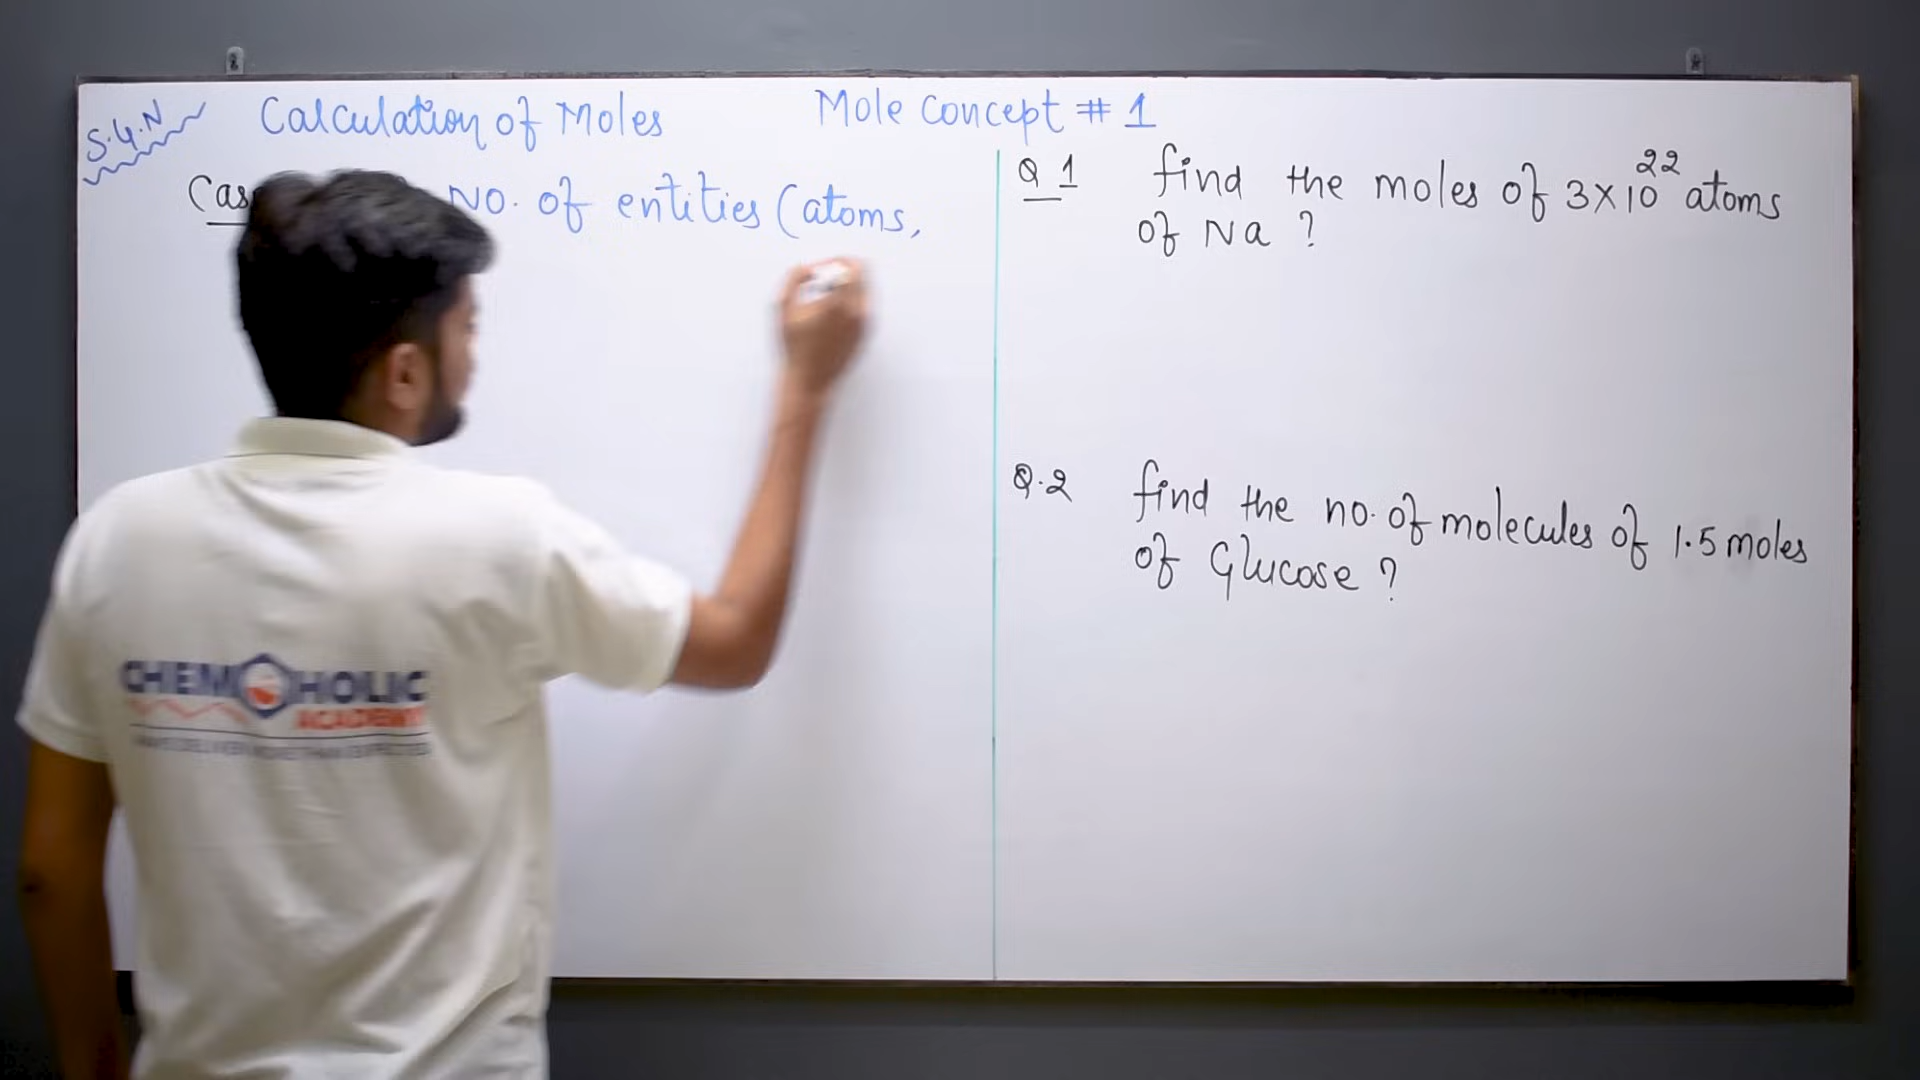 S.G.N
Calculation of Moles
Mole Concept # 1
No. of entities (atoms,
Q 1 find the moles of 3×10²² atoms
of Na ?
Q.2 find the no. of molecules of 1.5 moles
of Glucose ?
CHEMOHOLIC
ACADEMY